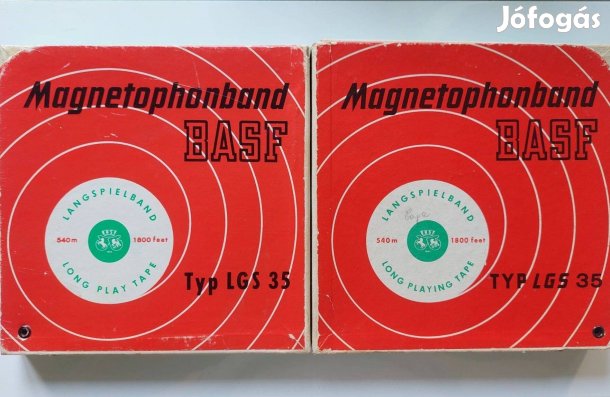 Jófogás
Magnetophonband
BASF
LANGSPIELBAND
540 m 1800 feet
LONG PLAY TAPE
Typ LGS 35
Magnetophonband
BASF
LANGSPIELBAND
540 m 1800 feet
LONG PLAYING TAPE
TYP LGS 35